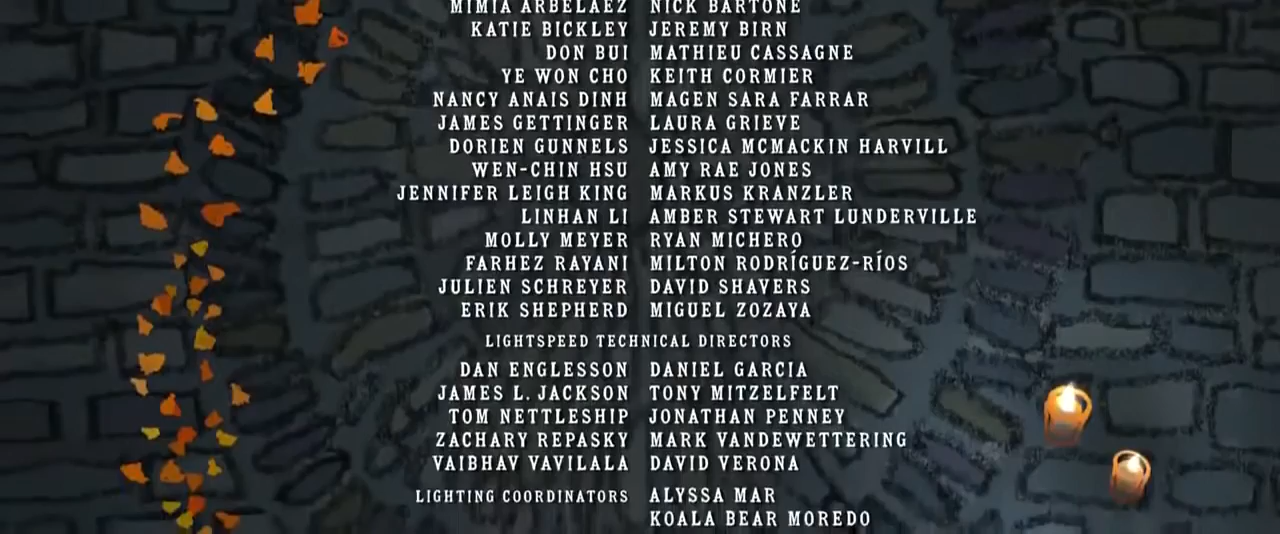 MIMIA ARBELAEZ NICK BARTONE
KATIE BICKLEY JEREMY BIRN
DON BUI MATHIEU CASSAGNE
YE WON CHO KEITH CORMIER
NANCY ANAIS DINH MAGEN SARA FARRAR
JAMES GETTINGER LAURA GRIEVE
DORIEN GUNNELS JESSICA MCMACKIN HARVILL
WEN-CHIN HSU AMY RAE JONES
JENNIFER LEIGH KING MARKUS KRANZLER
LINHAN LI AMBER STEWART LUNDERVILLE
MOLLY MEYER RYAN MICHERO
FARHEZ RAYANI MILTON RODRÍGUEZ-RÍOS
JULIEN SCHREYER DAVID SHAVERS
ERIK SHEPHERD MIGUEL ZOZAYA
LIGHTSPEED TECHNICAL DIRECTORS
DAN ENGLESSON DANIEL GARCIA
JAMES L. JACKSON TONY MITZELFELT
TOM NETTLESHIP JONATHAN PENNEY
ZACHARY REPASKY MARK VANDEWETTERING
VAIBHAV VAVILALA DAVID VERONA
LIGHTING COORDINATORS ALYSSA MAR
KOALA BEAR MOREDO